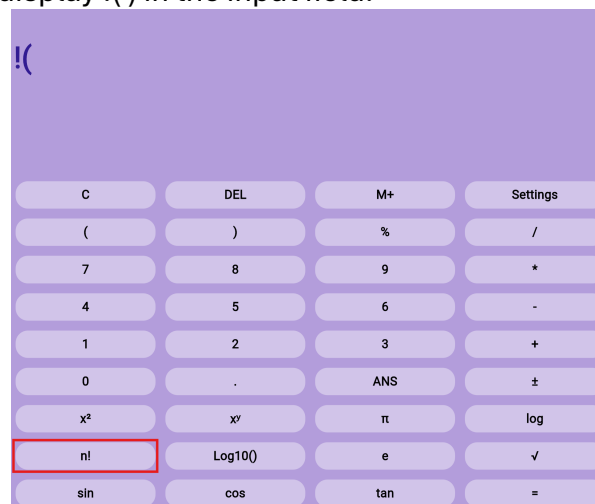 display !( ) in the input field.
!(
C DEL M+ Settings
( ) % /
7 8 9 *
4 5 6 -
1 2 3 +
0 . ANS ±
x² xʸ π log
n! Log10() e √
sin cos tan =